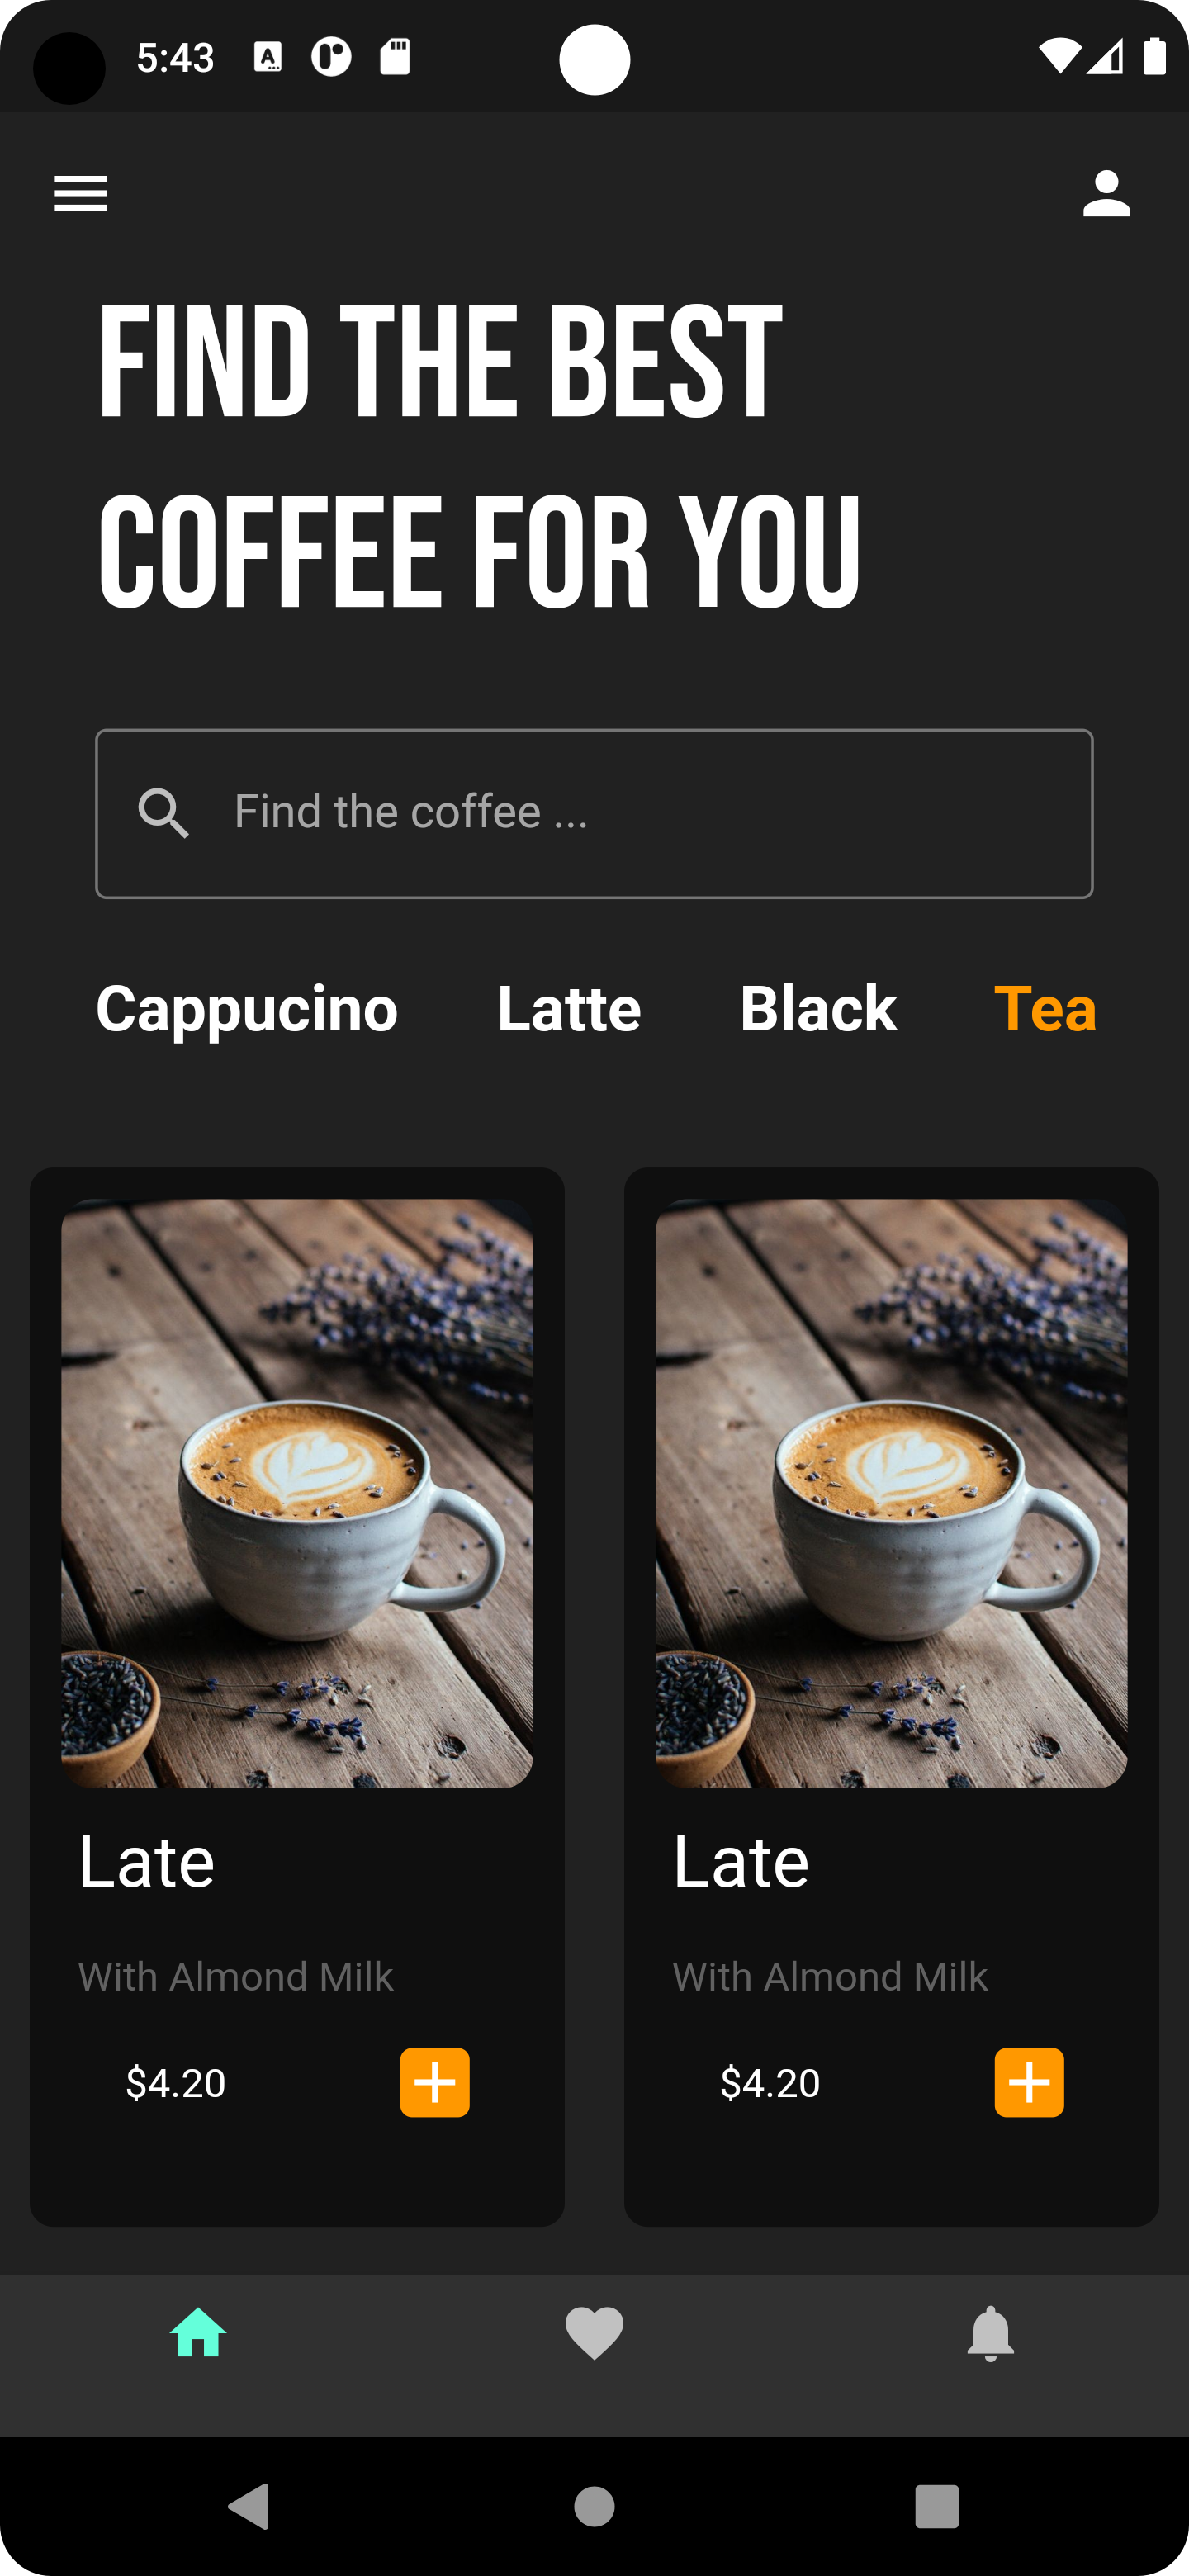 5:43
FIND THE BEST
COFFEE FOR YOU
Find the coffee ...
Cappucino Latte Black Tea
Late Late
With Almond Milk With Almond Milk
$4.20 $4.20